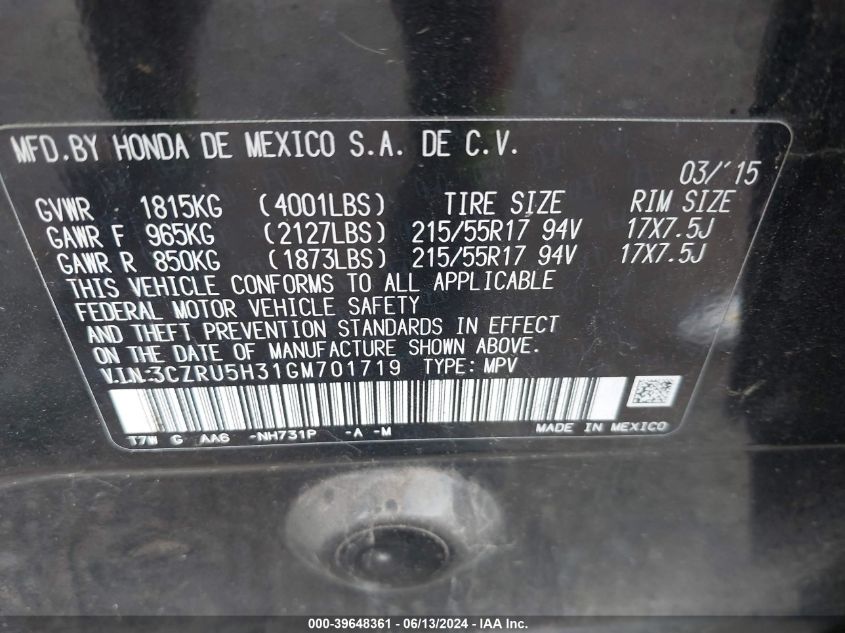 MFD.BY HONDA DE MEXICO S.A. DE C.V.
03/'15
GVWR 1815KG (4001LBS) TIRE SIZE RIM SIZE
GAWR F 965KG (2127LBS) 215/55R17 94V 17X7.5J
GAWR R 850KG (1873LBS) 215/55R17 94V 17X7.5J
THIS VEHICLE CONFORMS TO ALL APPLICABLE
FEDERAL MOTOR VEHICLE SAFETY
AND THEFT PREVENTION STANDARDS IN EFFECT
ON THE DATE OF MANUFACTURE SHOWN ABOVE.
V.I.N:3CZRU5H31GM701719 TYPE: MPV
T7W G AA6 -NH731P -A -M MADE IN MEXICO
000-39648361 - 06/13/2024 - IAA Inc.